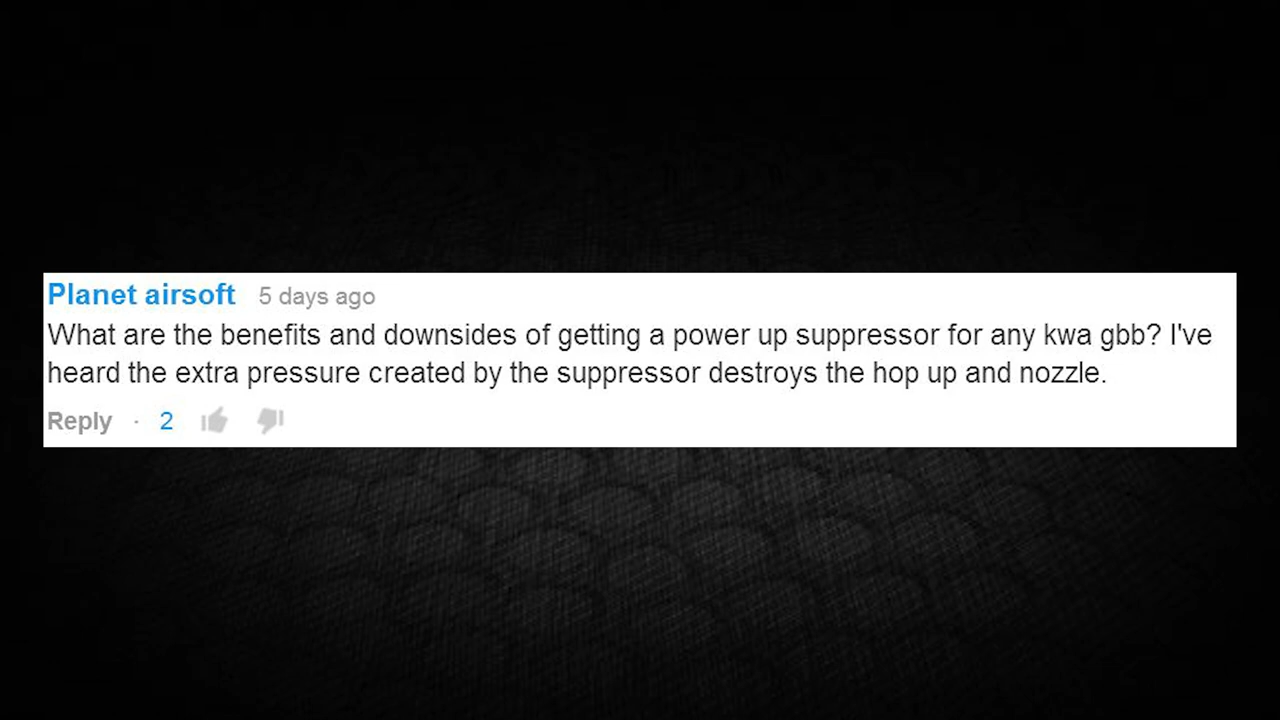 Planet airsoft 5 days ago
What are the benefits and downsides of getting a power up suppressor for any kwa gbb? I've
heard the extra pressure created by the suppressor destroys the hop up and nozzle.
Reply · 2